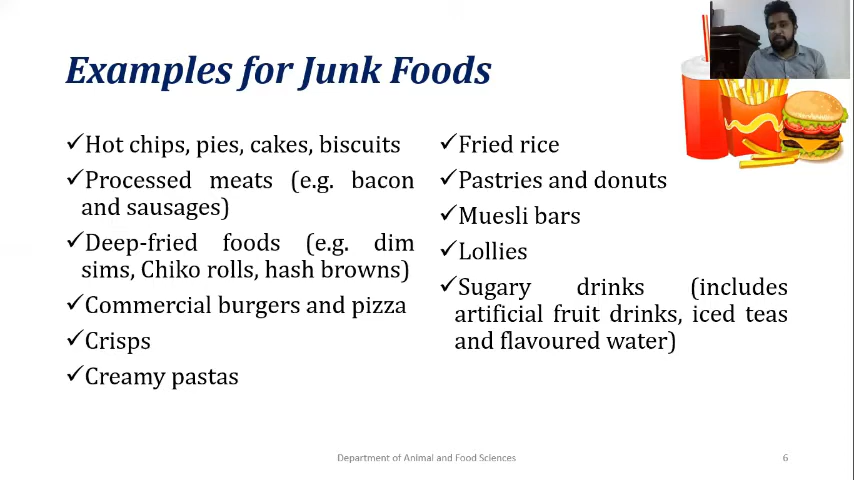 Examples for Junk Foods
✓Hot chips, pies, cakes, biscuits
✓Processed meats (e.g. bacon
and sausages)
✓Deep-fried foods (e.g. dim
sims, Chiko rolls, hash browns)
✓Commercial burgers and pizza
✓Crisps
✓Creamy pastas
✓Fried rice
✓Pastries and donuts
✓Muesli bars
✓Lollies
✓Sugary drinks (includes
artificial fruit drinks, iced teas
and flavoured water)
Department of Animal and Food Sciences
6